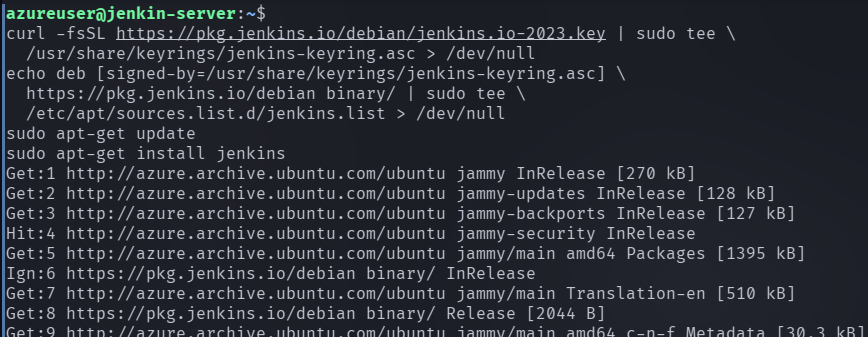 azureuser@jenkin-server:~$
curl -fsSL https://pkg.jenkins.io/debian/jenkins.io-2023.key | sudo tee \
  /usr/share/keyrings/jenkins-keyring.asc > /dev/null
echo deb [signed-by=/usr/share/keyrings/jenkins-keyring.asc] \
  https://pkg.jenkins.io/debian binary/ | sudo tee \
  /etc/apt/sources.list.d/jenkins.list > /dev/null
sudo apt-get update
sudo apt-get install jenkins
Get:1 http://azure.archive.ubuntu.com/ubuntu jammy InRelease [270 kB]
Get:2 http://azure.archive.ubuntu.com/ubuntu jammy-updates InRelease [128 kB]
Get:3 http://azure.archive.ubuntu.com/ubuntu jammy-backports InRelease [127 kB]
Hit:4 http://azure.archive.ubuntu.com/ubuntu jammy-security InRelease
Get:5 http://azure.archive.ubuntu.com/ubuntu jammy/main amd64 Packages [1395 kB]
Ign:6 https://pkg.jenkins.io/debian binary/ InRelease
Get:7 http://azure.archive.ubuntu.com/ubuntu jammy/main Translation-en [510 kB]
Get:8 https://pkg.jenkins.io/debian binary/ Release [2044 B]
Get:9 http://azure.archive.ubuntu.com/ubuntu jammy/main amd64 c-n-f Metadata [30.3 kB]